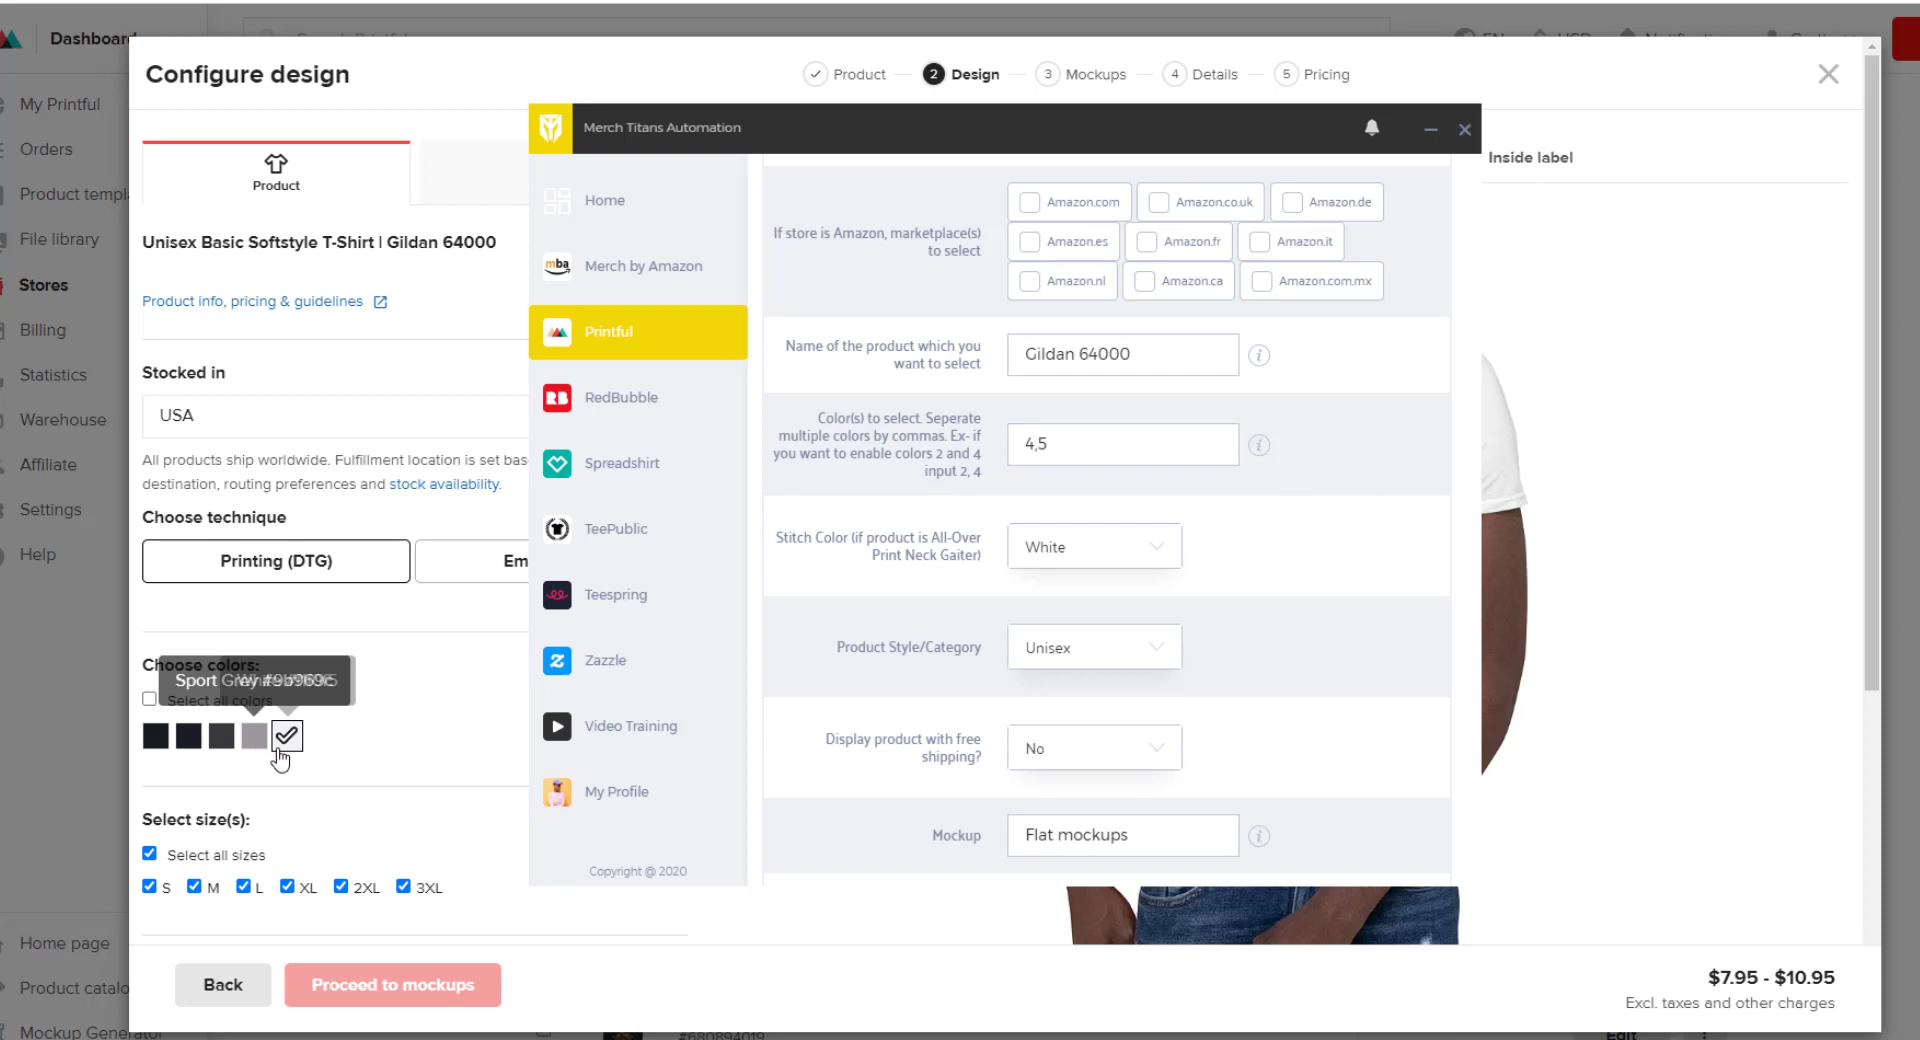 Dashboard
My Printful
Orders
Product templ
File library
Stores
Billing
Statistics
Warehouse
Affiliate
Settings
Help
Home page
Product catalo
Mockup Generator
Configure design
Product
2
Design
3
Mockups
4
Details
5
Pricing
Product
Unisex Basic Softstyle T-Shirt | Gildan 64000
Product info, pricing & guidelines
Stocked in
USA
All products ship worldwide. Fulfillment location is set bas
destination, routing preferences and stock availability.
Choose technique
Printing (DTG)
Em
Choose colors:
Sport Grey #9b969c
Select all colors
Select size(s):
Select all sizes
S
M
L
XL
2XL
3XL
Back
Proceed to mockups
Merch Titans Automation
Home
mba
Merch by Amazon
Printful
RB
RedBubble
Spreadshirt
TeePublic
Teespring
Z
Zazzle
Video Training
My Profile
Copyright @ 2020
If store is Amazon, marketplace(s)
to select
Amazon.com
Amazon.co.uk
Amazon.de
Amazon.es
Amazon.fr
Amazon.it
Amazon.nl
Amazon.ca
Amazon.com.mx
Name of the product which you
want to select
Gildan 64000
i
Color(s) to select. Seperate
multiple colors by commas. Ex- if
you want to enable colors 2 and 4
input 2, 4
4,5
i
Stitch Color (if product is All-Over
Print Neck Gaiter)
White
Product Style/Category
Unisex
Display product with free
shipping?
No
Mockup
Flat mockups
i
Inside label
$7.95 - $10.95
Excl. taxes and other charges
#680894019
Edit